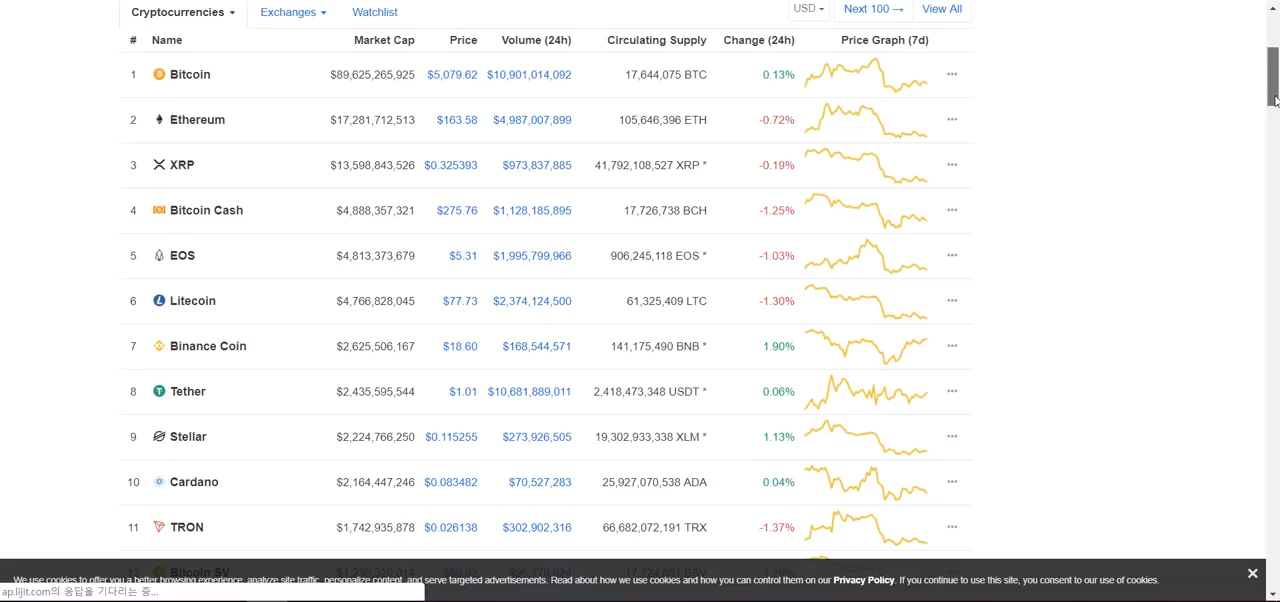 Cryptocurrencies Exchanges Watchlist USD Next 100 → View All
# Name Market Cap Price Volume (24h) Circulating Supply Change (24h) Price Graph (7d)
1 Bitcoin $89,625,265,925 $5,079.62 $10,901,014,092 17,644,075 BTC 0.13%
2 Ethereum $17,281,712,513 $163.58 $4,987,007,899 105,646,396 ETH -0.72%
3 XRP $13,598,843,526 $0.325393 $973,837,885 41,792,108,527 XRP * -0.19%
4 Bitcoin Cash $4,888,357,321 $275.76 $1,128,185,895 17,726,738 BCH -1.25%
5 EOS $4,813,373,679 $5.31 $1,995,799,966 906,245,118 EOS * -1.03%
6 Litecoin $4,766,828,045 $77.73 $2,374,124,500 61,325,409 LTC -1.30%
7 Binance Coin $2,625,506,167 $18.60 $168,544,571 141,175,490 BNB * 1.90%
8 Tether $2,435,595,544 $1.01 $10,681,889,011 2,418,473,348 USDT * 0.06%
9 Stellar $2,224,766,250 $0.115255 $273,926,505 19,302,933,338 XLM * 1.13%
10 Cardano $2,164,447,246 $0.083482 $70,527,283 25,927,070,538 ADA 0.04%
11 TRON $1,742,935,878 $0.026138 $302,902,316 66,682,072,191 TRX -1.37%
12 Bitcoin SV
We use cookies to offer you a better browsing experience, analyze site traffic, personalize content, and serve targeted advertisements. Read about how we use cookies and how you can control them on our Privacy Policy. If you continue to use this site, you consent to our use of cookies.
ap.lijit.com의 응답을 기다리는 중...